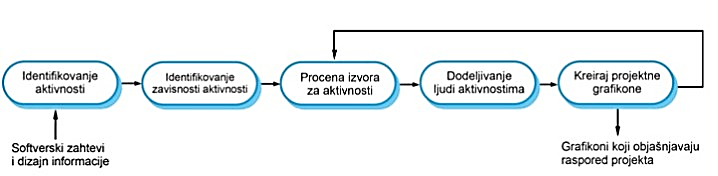 Identifikovanje
aktivnosti
Identifikovanje
zavisnosti aktivnosti
Procena izvora
za aktivnosti
Dodeljivanje
ljudi aktivnostima
Kreiraj projektne
grafikone
Softverski zahtevi
i dizajn informacije
Grafikoni koji objašnjavaju
raspored projekta